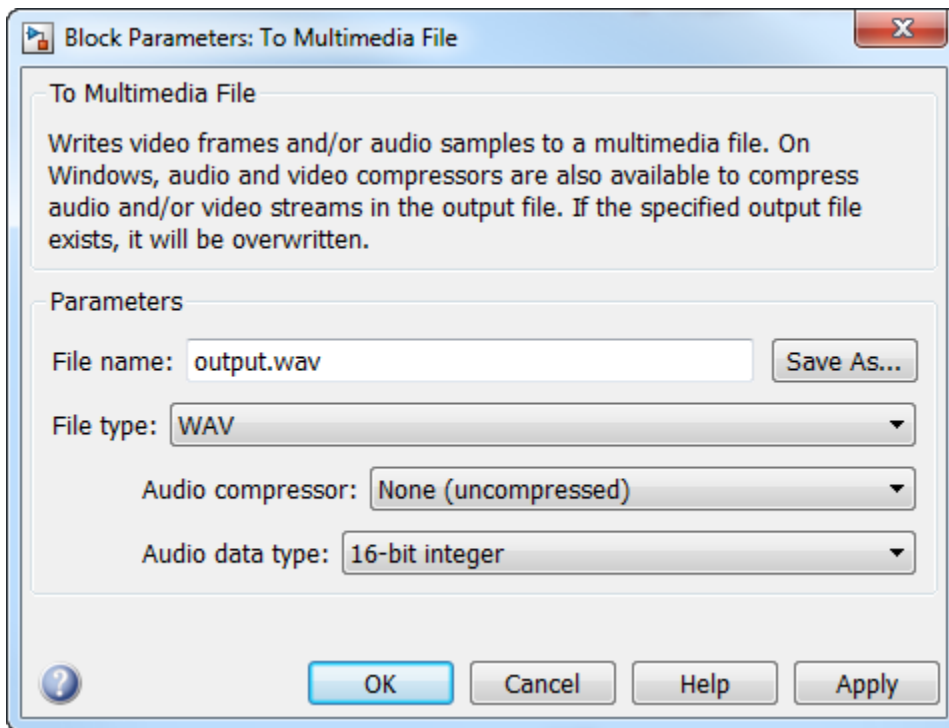 Block Parameters: To Multimedia File
X
To Multimedia File
Writes video frames and/or audio samples to a multimedia file. On
Windows, audio and video compressors are also available to compress
audio and/or video streams in the output file. If the specified output file
exists, it will be overwritten.
Parameters
File name: output.wav Save As...
File type: WAV
Audio compressor: None (uncompressed)
Audio data type: 16-bit integer
? OK Cancel Help Apply